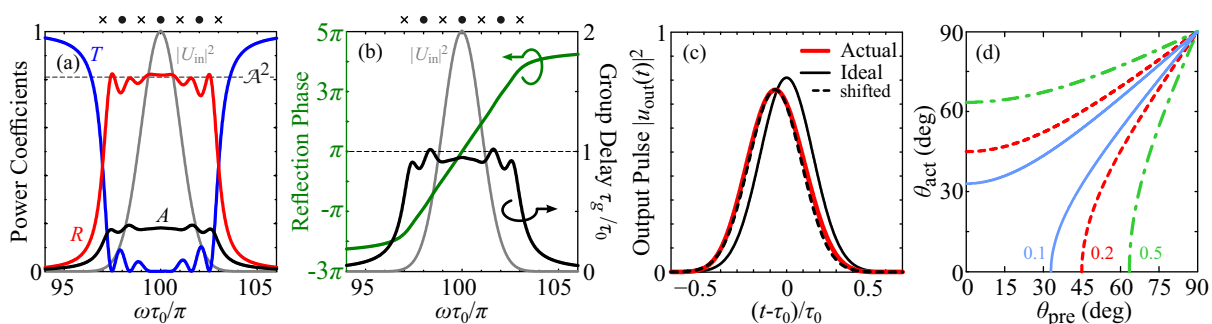 (a)
Power Coefficients
1
0
T
R
A
|U_in|²
𝒜²
95 100 105
ωτ₀/π
(b)
Reflection Phase
5π
3π
π
-π
-3π
|U_in|²
2
1
0
Group Delay τ_g/τ₀
95 100 105
ωτ₀/π
(c)
Output Pulse |u_out(t)|²
1
0
Actual
Ideal
shifted
−0.5 0 0.5
(t-τ₀)/τ₀
(d)
θ_act (deg)
90
60
30
0
0.1 0.2 0.5
0 15 30 45 60 75 90
θ_pre (deg)